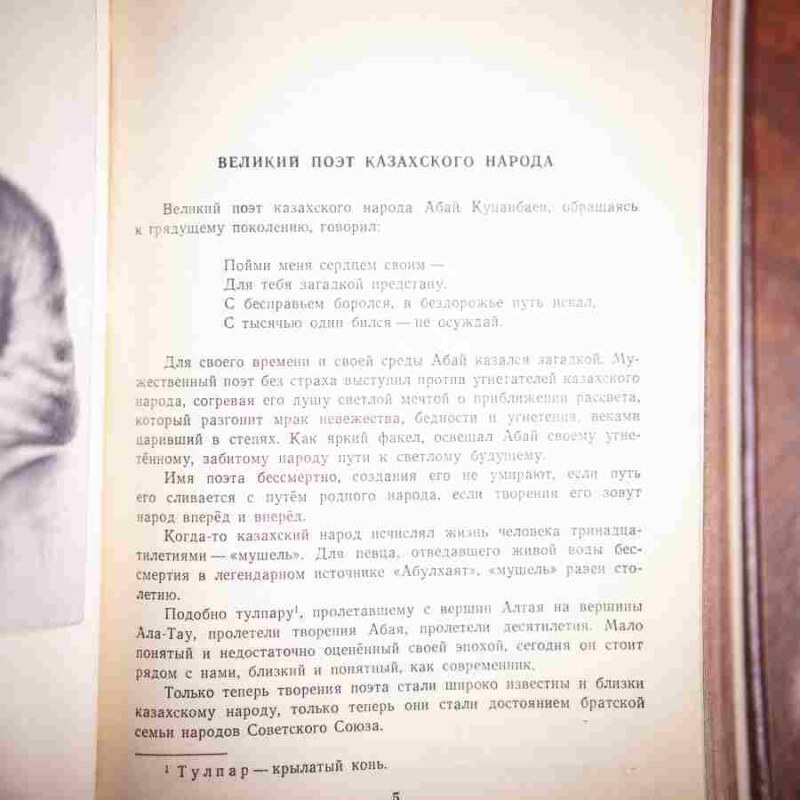 ВЕЛИКИЙ ПОЭТ КАЗАХСКОГО НАРОДА
Великий поэт казахского народа Абай Кунанбаев, обращаясь
к грядущему поколению, говорил:
Пойми меня сердцем своим —
Для тебя загадкой предстану.
С бесправьем боролся, в бездорожье путь искал,
С тысячью один бился — не осуждай.
Для своего времени и своей среды Абай казался загадкой. Му-
жественный поэт без страха выступил против угнетателей казахского
народа, согревая его душу светлой мечтой о приближении рассвета,
который разгонит мрак невежества, бедности и угнетения, веками
царивший в степях. Как яркий факел, освещал Абай своему угне-
тённому, забитому народу пути к светлому будущему.
Имя поэта бессмертно, создания его не умирают, если путь
его сливается с путём родного народа, если творения его зовут
народ вперёд и вперёд.
Когда-то казахский народ исчислял жизнь человека тринадца-
тилетиями — «мушель». Для певца, отведавшего живой воды бес-
смертия в легендарном источнике «Абулхаят», «мушель» равен сто-
летию.
Подобно тулпару¹, пролетавшему с вершин Алтая на вершины
Ала-Тау, пролетели творения Абая, пролетели десятилетия. Мало
понятый и недостаточно оценённый своей эпохой, сегодня он стоит
рядом с нами, близкий и понятный, как современник.
Только теперь творения поэта стали широко известны и близки
казахскому народу, только теперь они стали достоянием братской
семьи народов Советского Союза.
¹ Тулпар — крылатый конь.
5